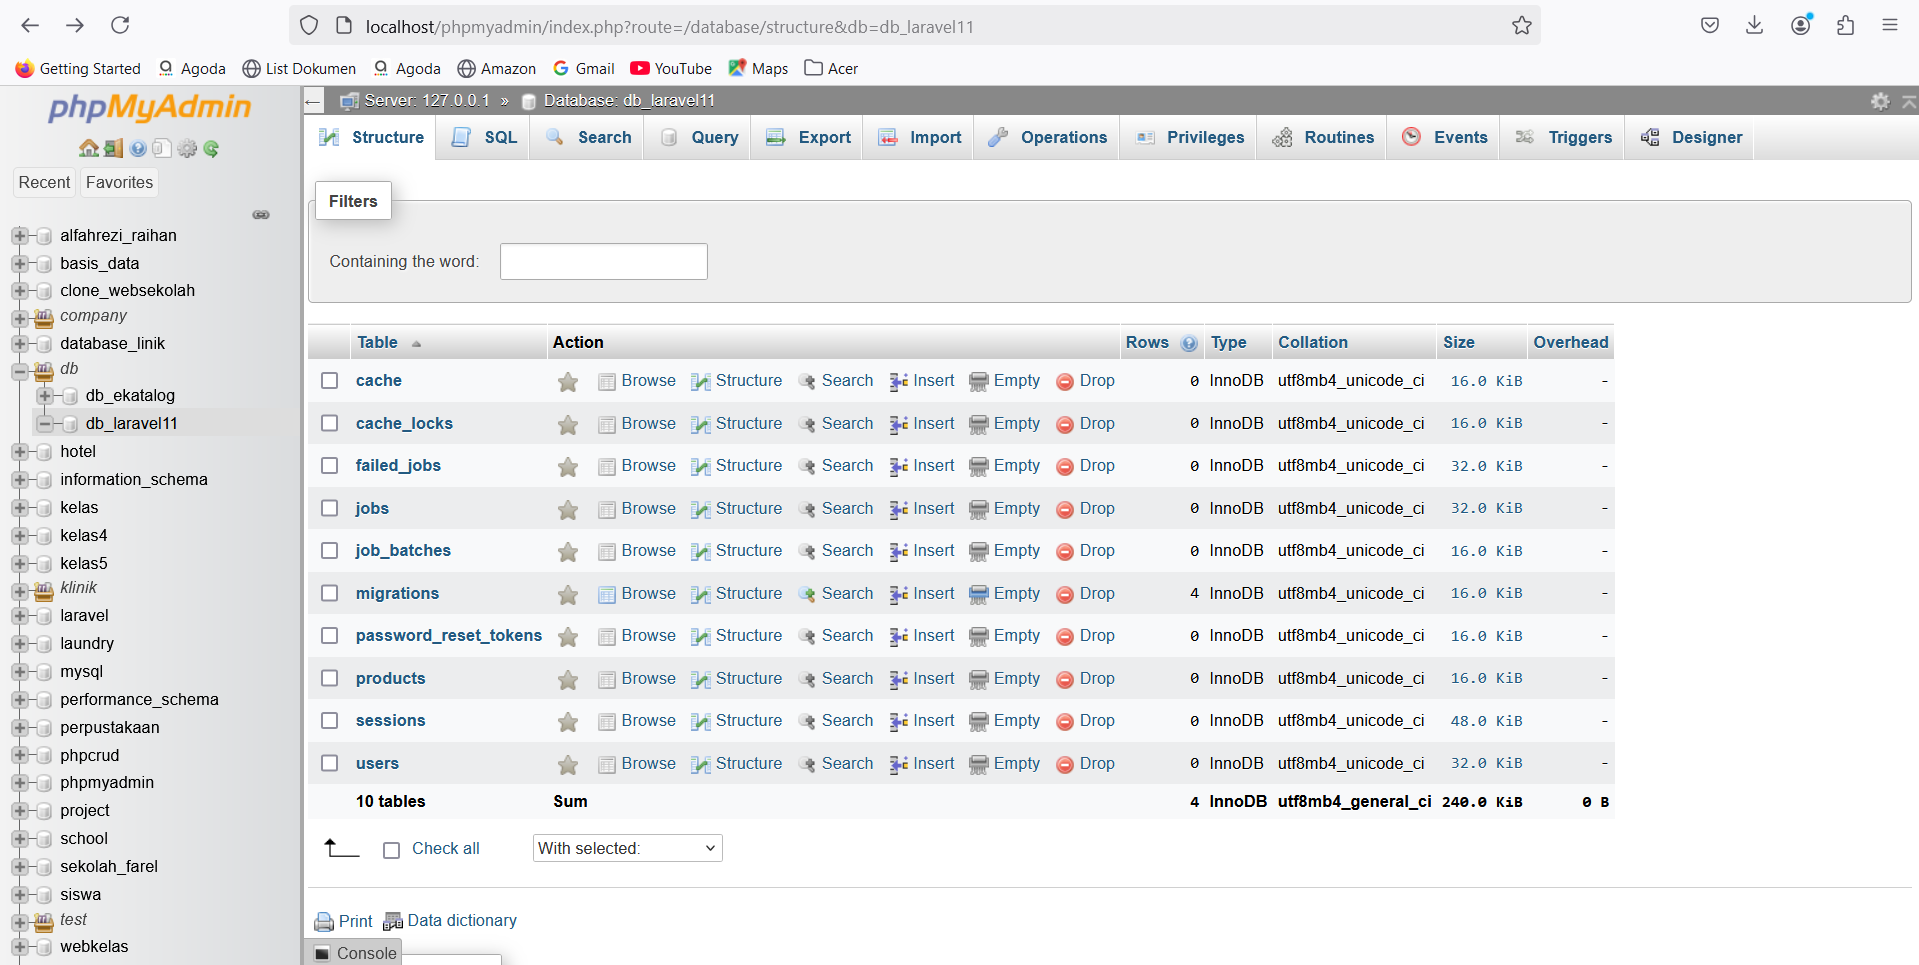 localhost/phpmyadmin/index.php?route=/database/structure&db=db_laravel11
Getting Started Agoda List Dokumen Agoda Amazon Gmail YouTube Maps Acer
phpMyAdmin
Recent Favorites
alfahrezi_raihan
basis_data
clone_websekolah
company
database_linik
db
db_ekatalog
db_laravel11
hotel
information_schema
kelas
kelas4
kelas5
klinik
laravel
laundry
mysql
performance_schema
perpustakaan
phpcrud
phpmyadmin
project
school
sekolah_farel
siswa
test
webkelas
Server: 127.0.0.1 » Database: db_laravel11
Structure SQL Search Query Export Import Operations Privileges Routines Events Triggers Designer
Filters
Containing the word:
Table Action Rows Type Collation Size Overhead
cache Browse Structure Search Insert Empty Drop 0 InnoDB utf8mb4_unicode_ci 16.0 KiB -
cache_locks Browse Structure Search Insert Empty Drop 0 InnoDB utf8mb4_unicode_ci 16.0 KiB -
failed_jobs Browse Structure Search Insert Empty Drop 0 InnoDB utf8mb4_unicode_ci 32.0 KiB -
jobs Browse Structure Search Insert Empty Drop 0 InnoDB utf8mb4_unicode_ci 32.0 KiB -
job_batches Browse Structure Search Insert Empty Drop 0 InnoDB utf8mb4_unicode_ci 16.0 KiB -
migrations Browse Structure Search Insert Empty Drop 4 InnoDB utf8mb4_unicode_ci 16.0 KiB -
password_reset_tokens Browse Structure Search Insert Empty Drop 0 InnoDB utf8mb4_unicode_ci 16.0 KiB -
products Browse Structure Search Insert Empty Drop 0 InnoDB utf8mb4_unicode_ci 16.0 KiB -
sessions Browse Structure Search Insert Empty Drop 0 InnoDB utf8mb4_unicode_ci 48.0 KiB -
users Browse Structure Search Insert Empty Drop 0 InnoDB utf8mb4_unicode_ci 32.0 KiB -
10 tables Sum 4 InnoDB utf8mb4_general_ci 240.0 KiB 0 B
Check all With selected:
Print Data dictionary
Console